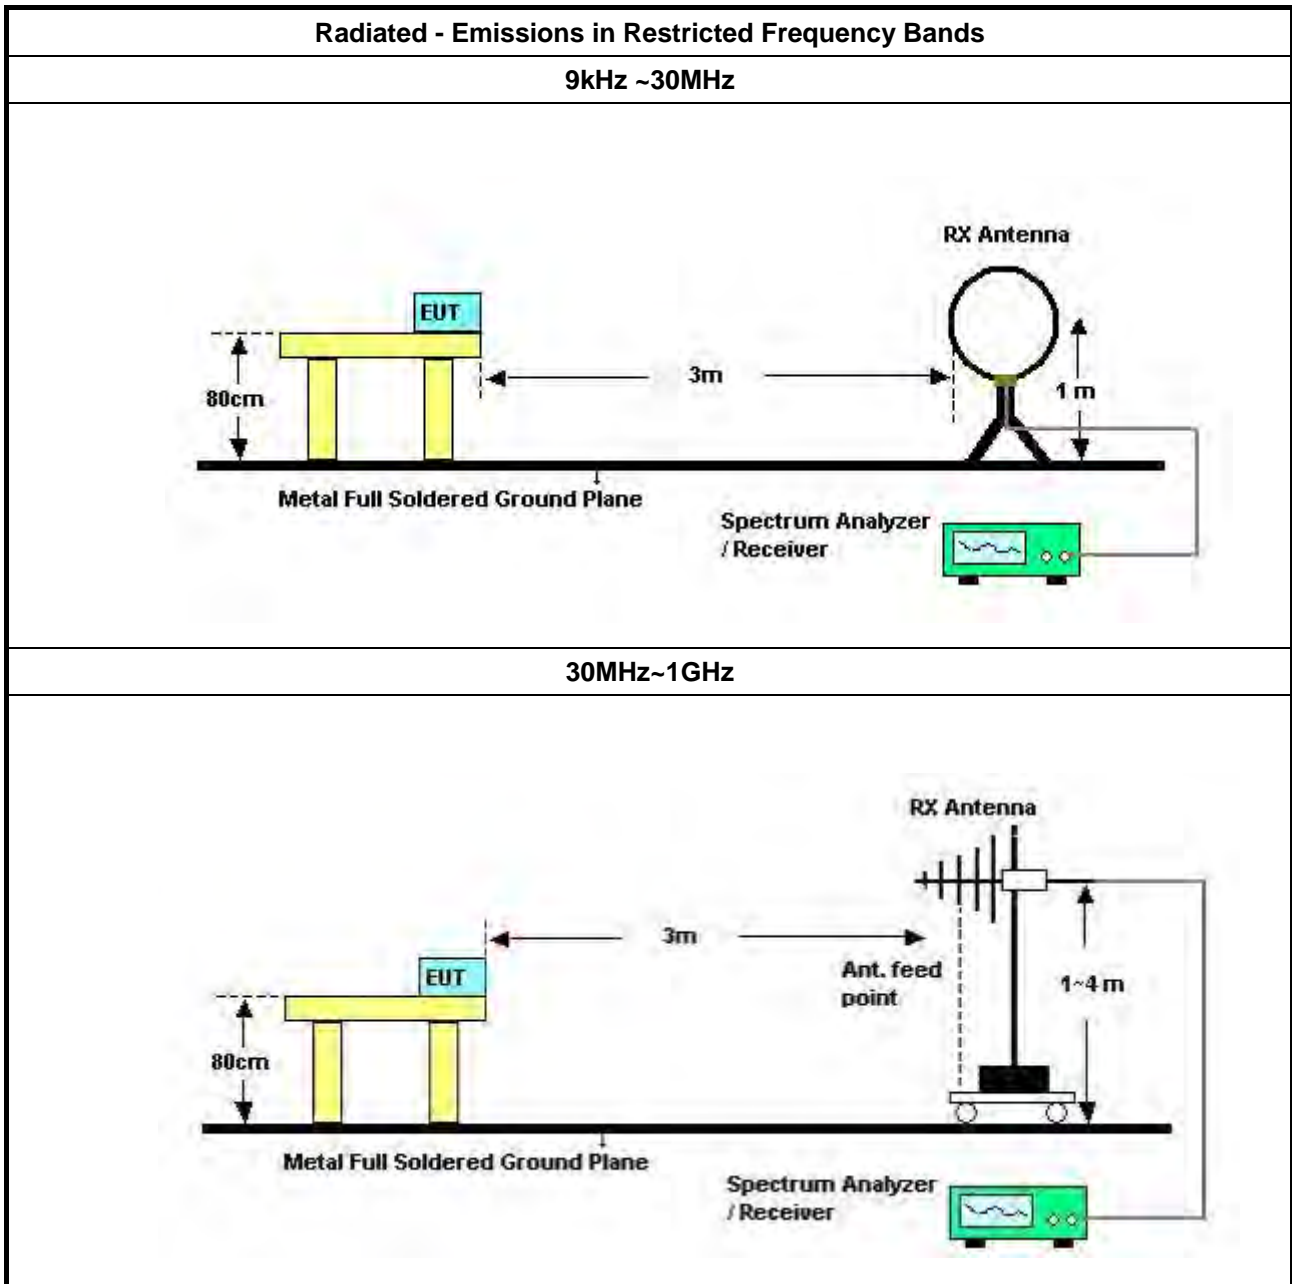 Radiated - Emissions in Restricted Frequency Bands
9kHz ~30MHz
RX Antenna
EUT
3m
80cm
1 m
Metal Full Soldered Ground Plane
Spectrum Analyzer
/ Receiver
30MHz~1GHz
RX Antenna
3m
EUT
Ant. feed
point
1~4 m
80cm
Metal Full Soldered Ground Plane
Spectrum Analyzer
/ Receiver